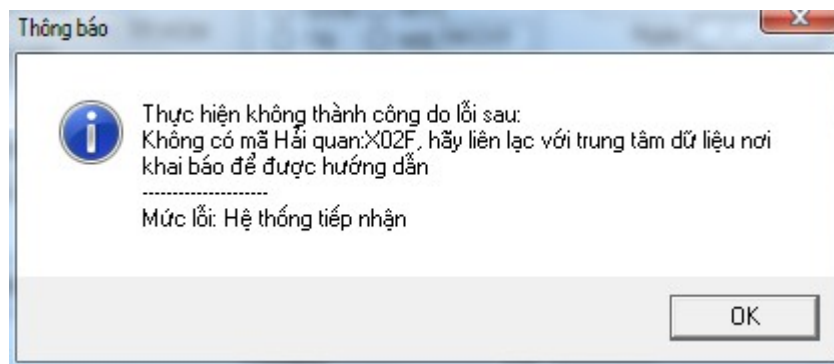 Thông báo
Thực hiện không thành công do lỗi sau:
Không có mã Hải quan:X02F, hãy liên lạc với trung tâm dữ liệu nơi
khai báo để được hướng dẫn
---------------------
Mức lỗi: Hệ thống tiếp nhận
OK